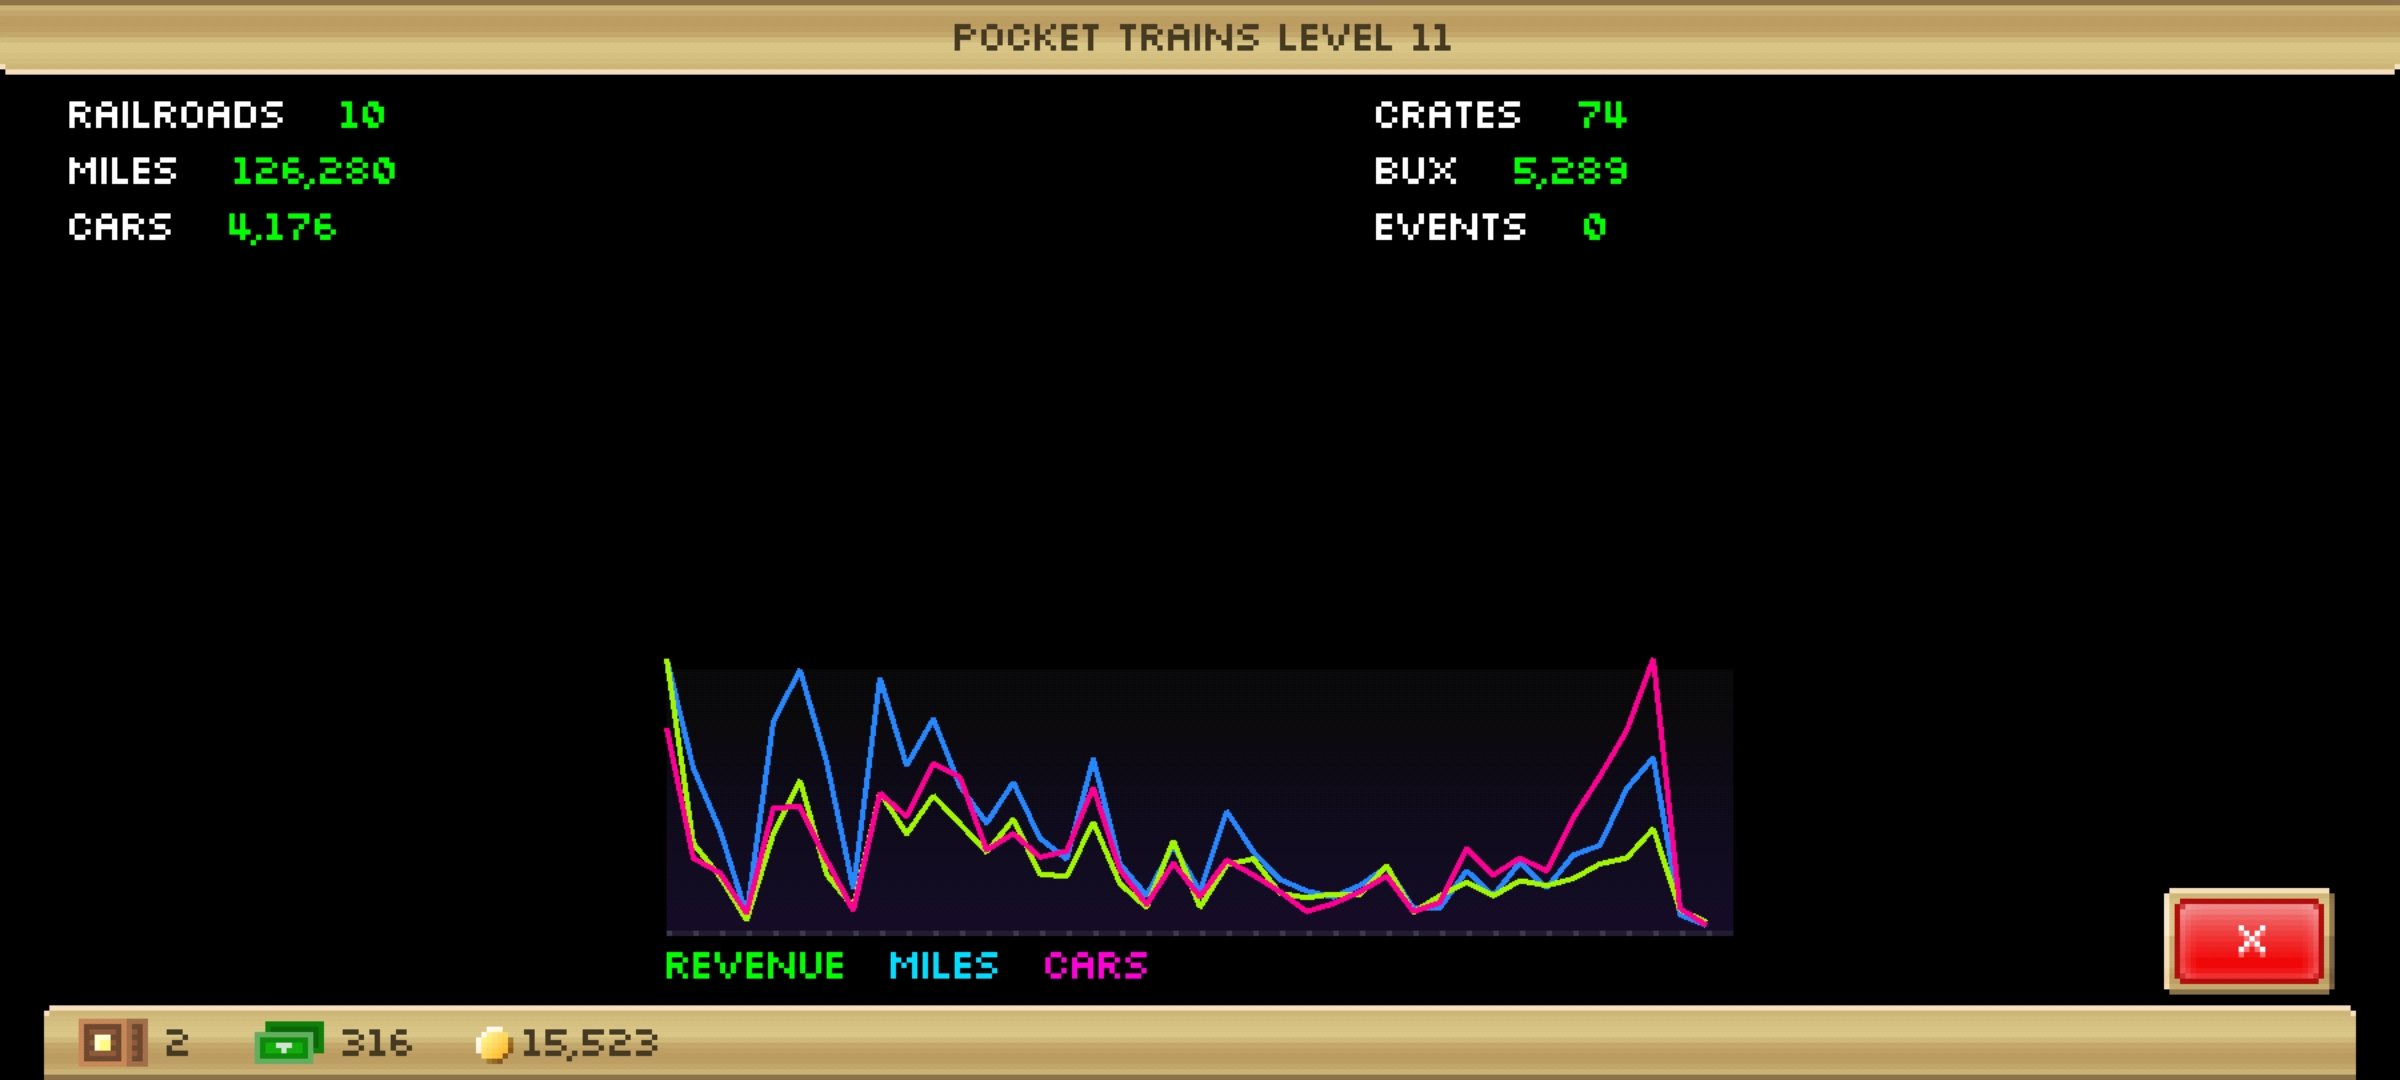 POCKET TRAINS LEVEL 11
RAILROADS 10
MILES 126,280
CARS 4,176
CRATES 74
BUX 5,289
EVENTS 0
REVENUE MILES CARS
X
2 316 15,523